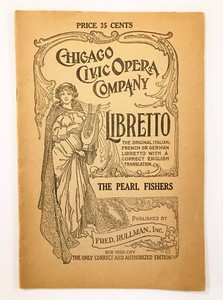 PRICE 35 CENTS
CHICAGO
CIVIC OPERA
COMPANY
LIBRETTO
THE ORIGINAL ITALIAN,
FRENCH OR GERMAN
LIBRETTO WITH A
CORRECT ENGLISH
TRANSLATION.
THE PEARL FISHERS
PUBLISHED BY
FRED. RULLMAN, INC.
NEW YORK CITY
THE ONLY CORRECT AND AUTHORIZED EDITION